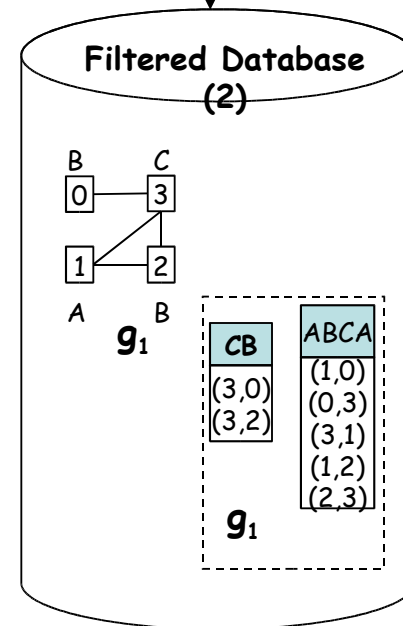 Filtered Database
(2)
B C
0 3
1 2
A B
g1
CB
(3,0)
(3,2)
ABCA
(1,0)
(0,3)
(3,1)
(1,2)
(2,3)
g1